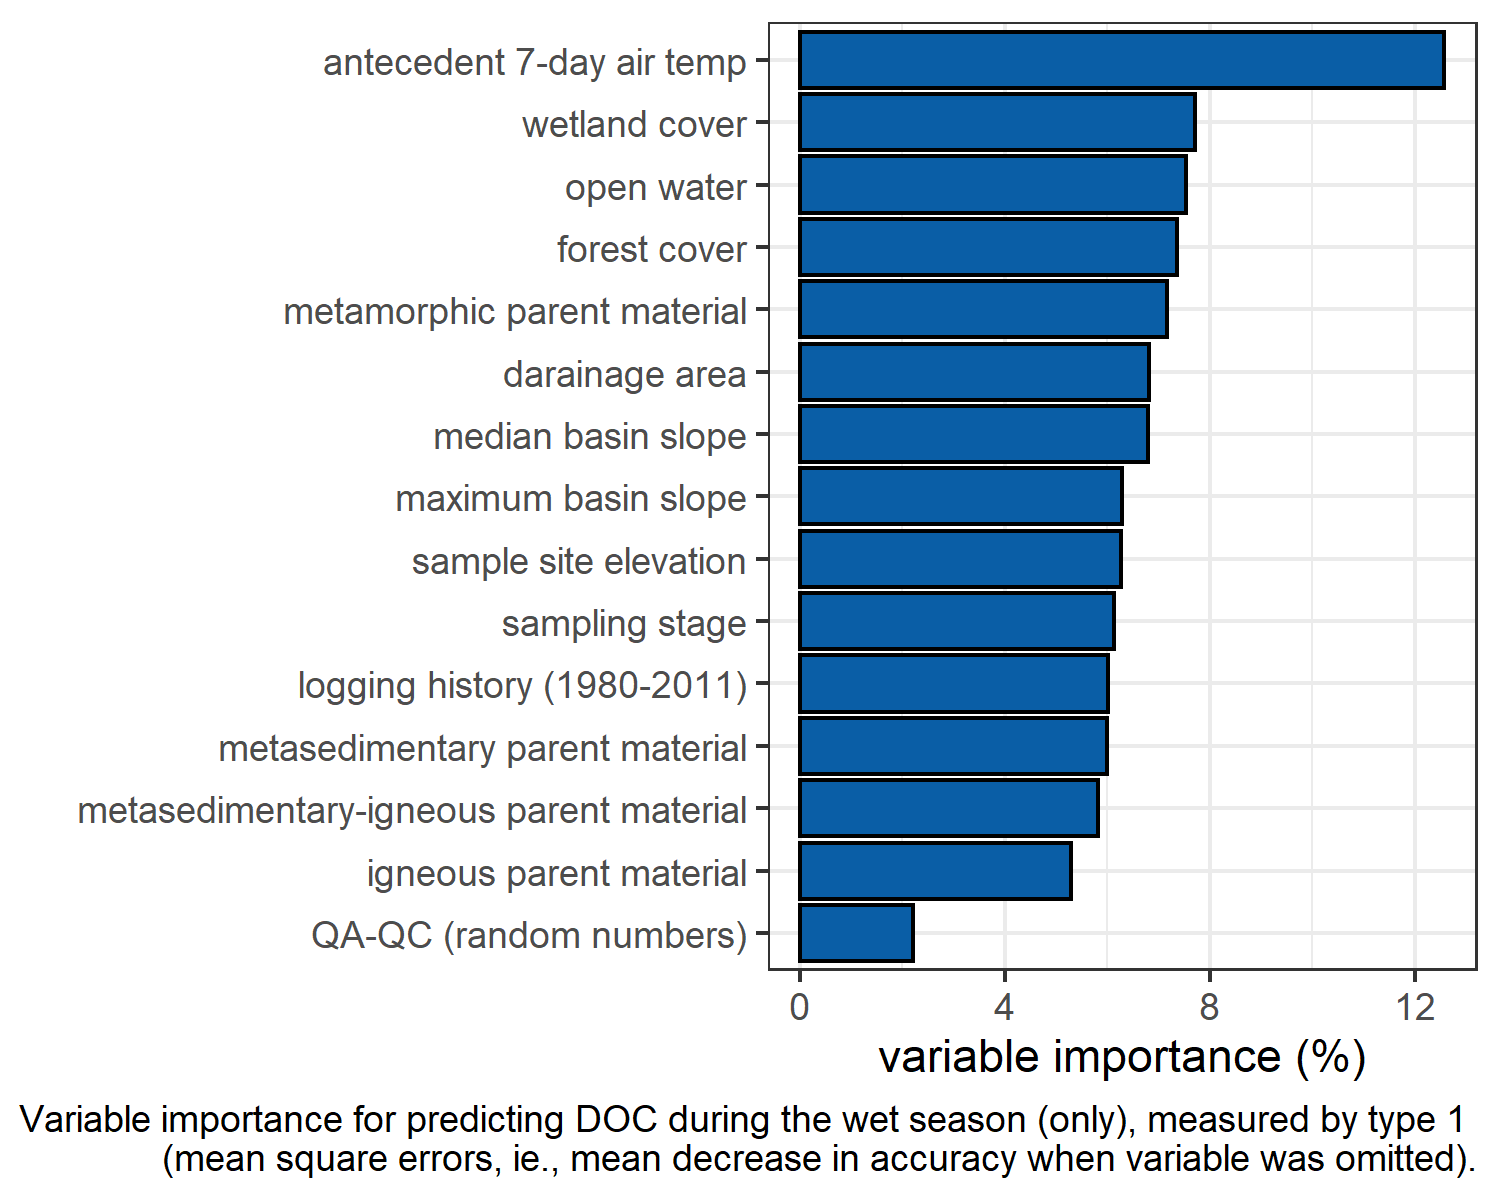 antecedent 7-day air temp
wetland cover
open water
forest cover
metamorphic parent material
darainage area
median basin slope
maximum basin slope
sample site elevation
sampling stage
logging history (1980-2011)
metasedimentary parent material
metasedimentary-igneous parent material
igneous parent material
QA-QC (random numbers)
0 4 8 12
variable importance (%)
Variable importance for predicting DOC during the wet season (only), measured by type 1
(mean square errors, ie., mean decrease in accuracy when variable was omitted).